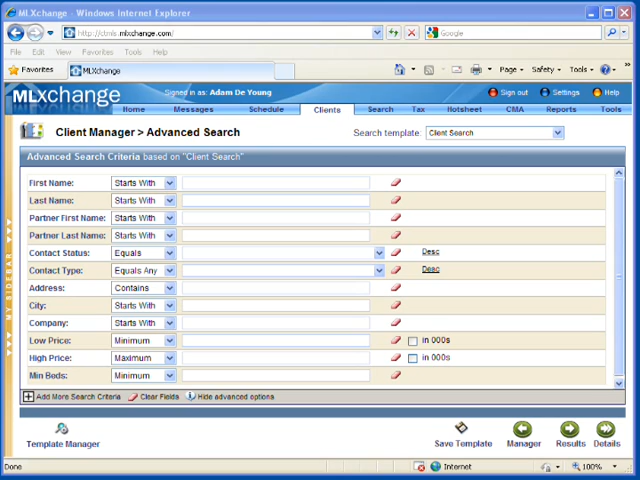 MLXchange - Windows Internet Explorer
http://ctmls.mlxchange.com/
Google
File Edit View Favorites Tools Help
Favorites MLXchange Page Safety Tools
MLXchange Signed in as: Adam De Young Sign out Settings Help
Home Messages Schedule Clients Search Tax Hotsheet CMA Reports Tools
Client Manager > Advanced Search Search template: Client Search
Advanced Search Criteria based on "Client Search"
First Name: Starts With
Last Name: Starts With
Partner First Name: Starts With
Partner Last Name: Starts With
Contact Status: Equals Desc
Contact Type: Equals Any Desc
Address: Contains
City: Starts With
Company: Starts With
Low Price: Minimum in 000s
High Price: Maximum in 000s
Min Beds: Minimum
Add More Search Criteria Clear Fields Hide advanced options
MY SIDEBAR
Template Manager Save Template Manager Results Details
Done Internet 100%